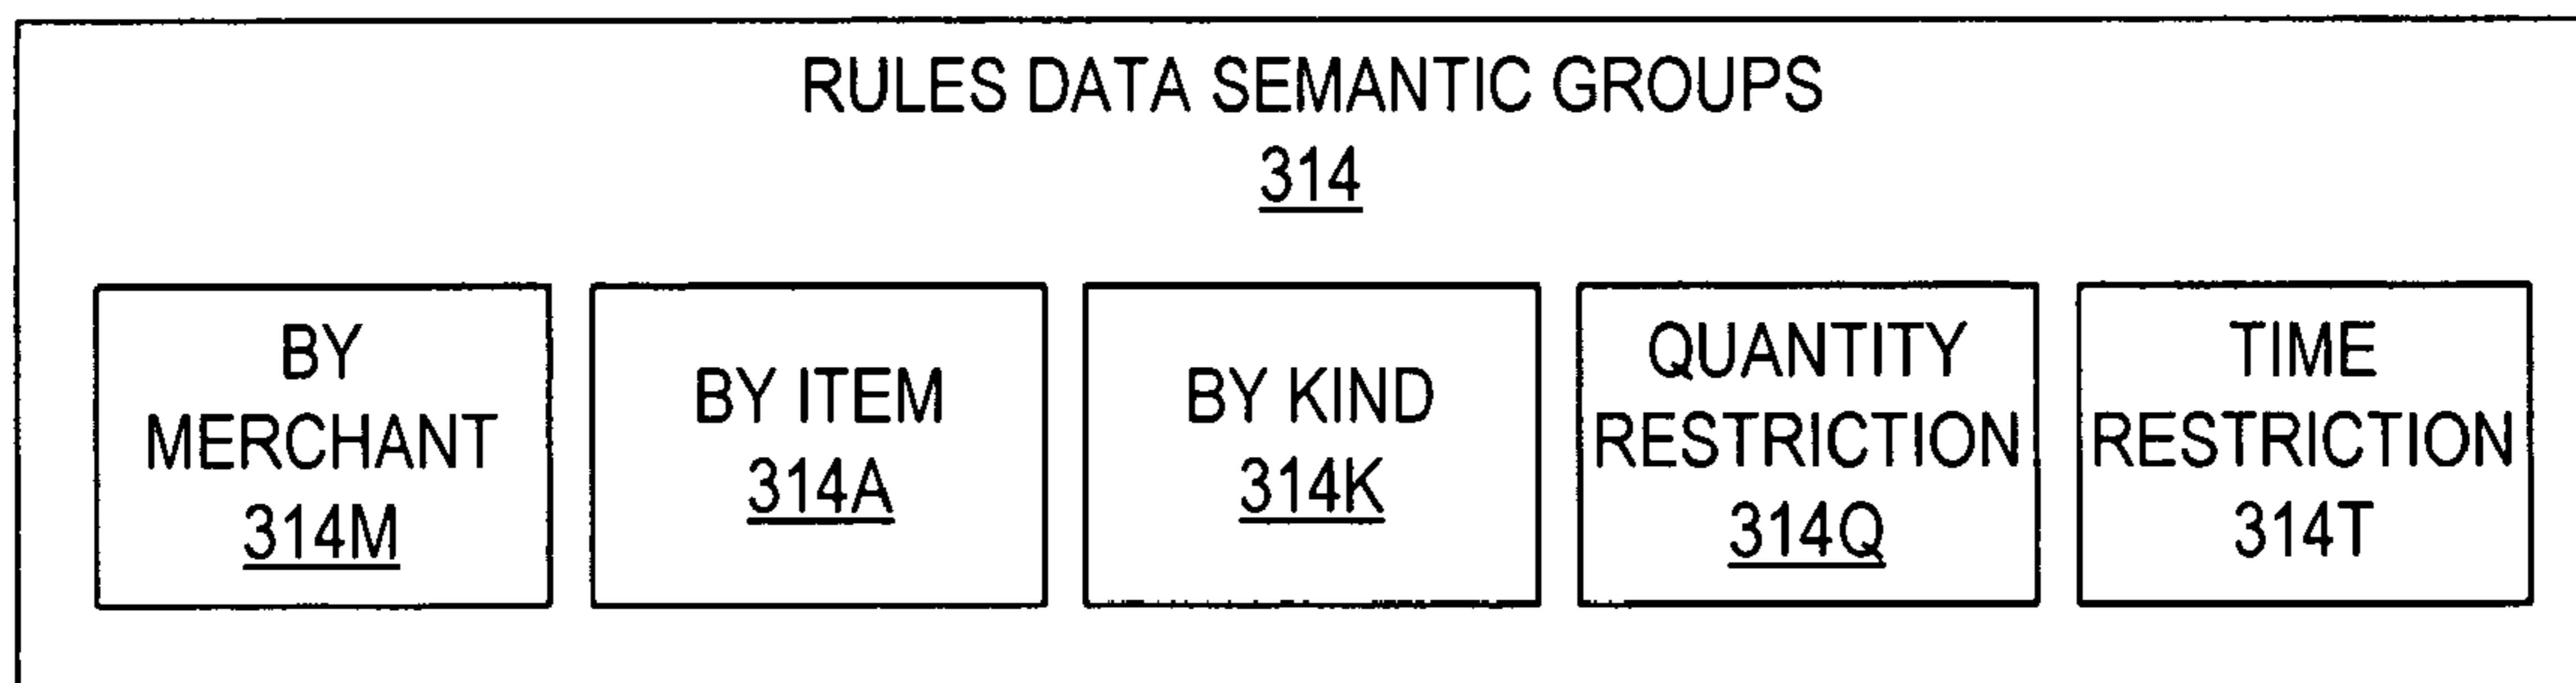 RULES DATA SEMANTIC GROUPS
314
BY
MERCHANT
314M
BY ITEM
314A
BY KIND
314K
QUANTITY
RESTRICTION
314Q
TIME
RESTRICTION
314T